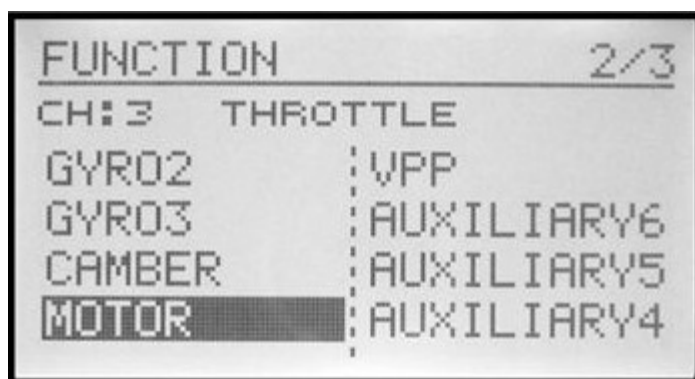 FUNCTION 2/3
CH:3 THROTTLE
GYRO2 VPP
GYRO3 AUXILIARY6
CAMBER AUXILIARY5
MOTOR AUXILIARY4